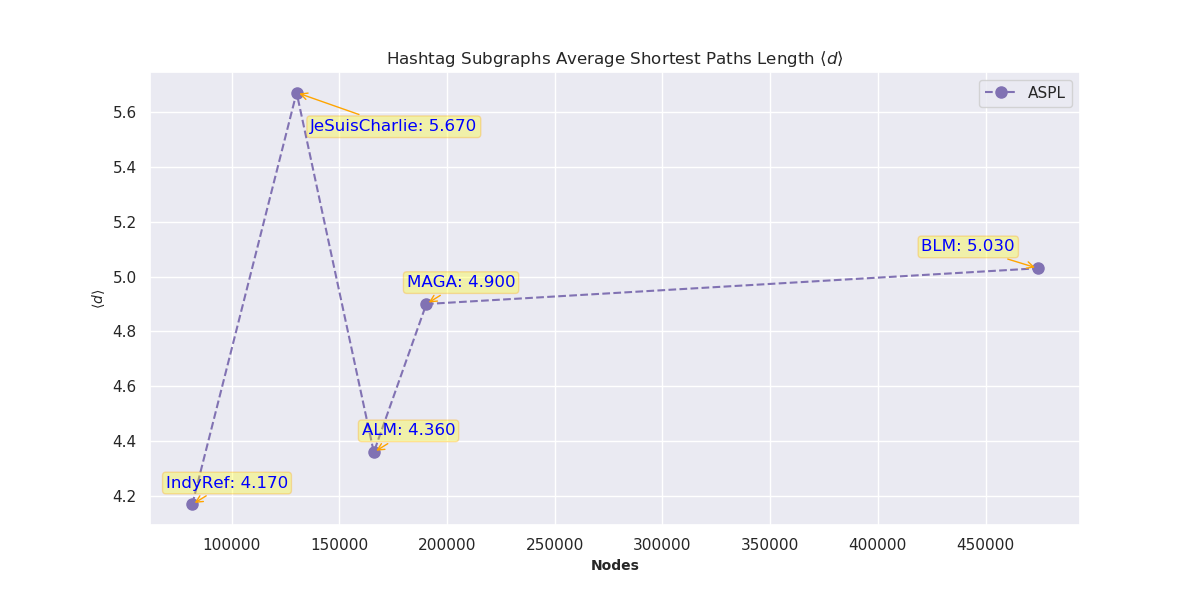 Hashtag Subgraphs Average Shortest Paths Length ⟨d⟩
ASPL
5.6
5.4
5.2
5.0
4.8
4.6
4.4
4.2
⟨d⟩
JeSuisCharlie: 5.670
BLM: 5.030
MAGA: 4.900
ALM: 4.360
IndyRef: 4.170
100000 150000 200000 250000 300000 350000 400000 450000
Nodes